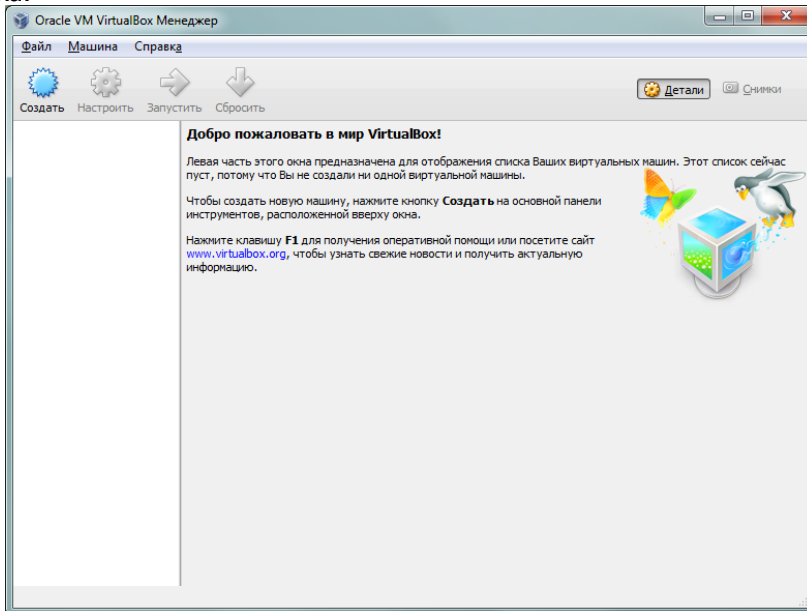 Oracle VM VirtualBox Менеджер
Файл Машина Справка
Создать Настроить Запустить Сбросить Детали Снимки
Добро пожаловать в мир VirtualBox!
Левая часть этого окна предназначена для отображения списка Ваших виртуальных машин. Этот список сейчас
пуст, потому что Вы не создали ни одной виртуальной машины.
Чтобы создать новую машину, нажмите кнопку Создать на основной панели
инструментов, расположенной вверху окна.
Нажмите клавишу F1 для получения оперативной помощи или посетите сайт
www.virtualbox.org, чтобы узнать свежие новости и получить актуальную
информацию.